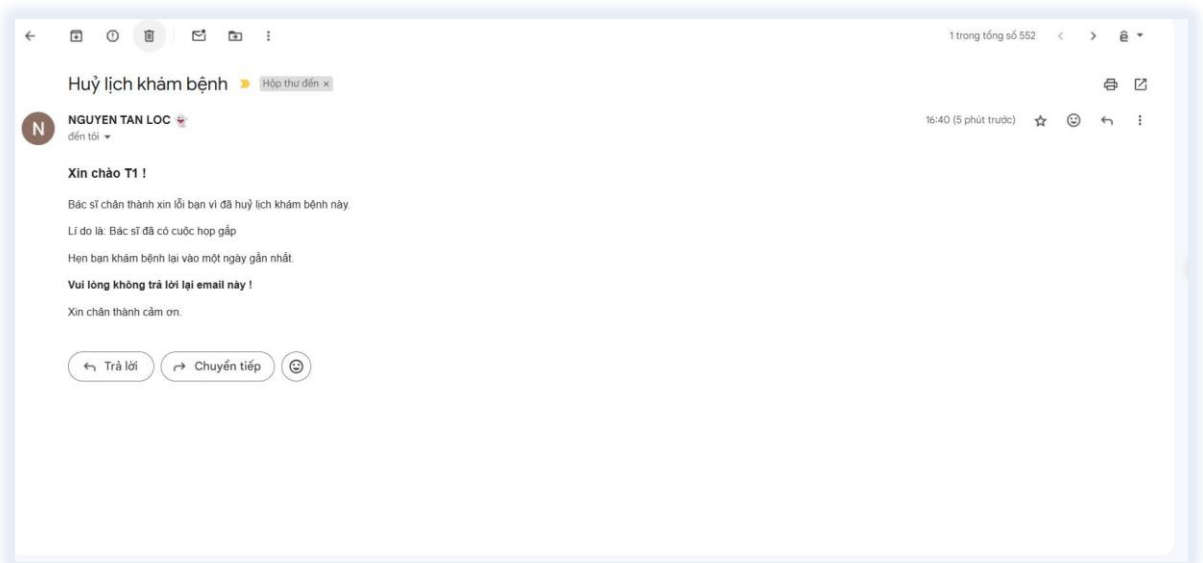 1 trong tổng số 552
Huỷ lịch khám bệnh
Hộp thư đến ×
NGUYEN TAN LOC
16:40 (5 phút trước)
đến tôi
N
Xin chào T1 !
Bác sĩ chân thành xin lỗi bạn vì đã huỷ lịch khám bệnh này.
Lí do là: Bác sĩ đã có cuộc họp gấp
Hẹn bạn khám bệnh lại vào một ngày gần nhất.
Vui lòng không trả lời lại email này !
Xin chân thành cảm ơn.
Trả lời
Chuyển tiếp